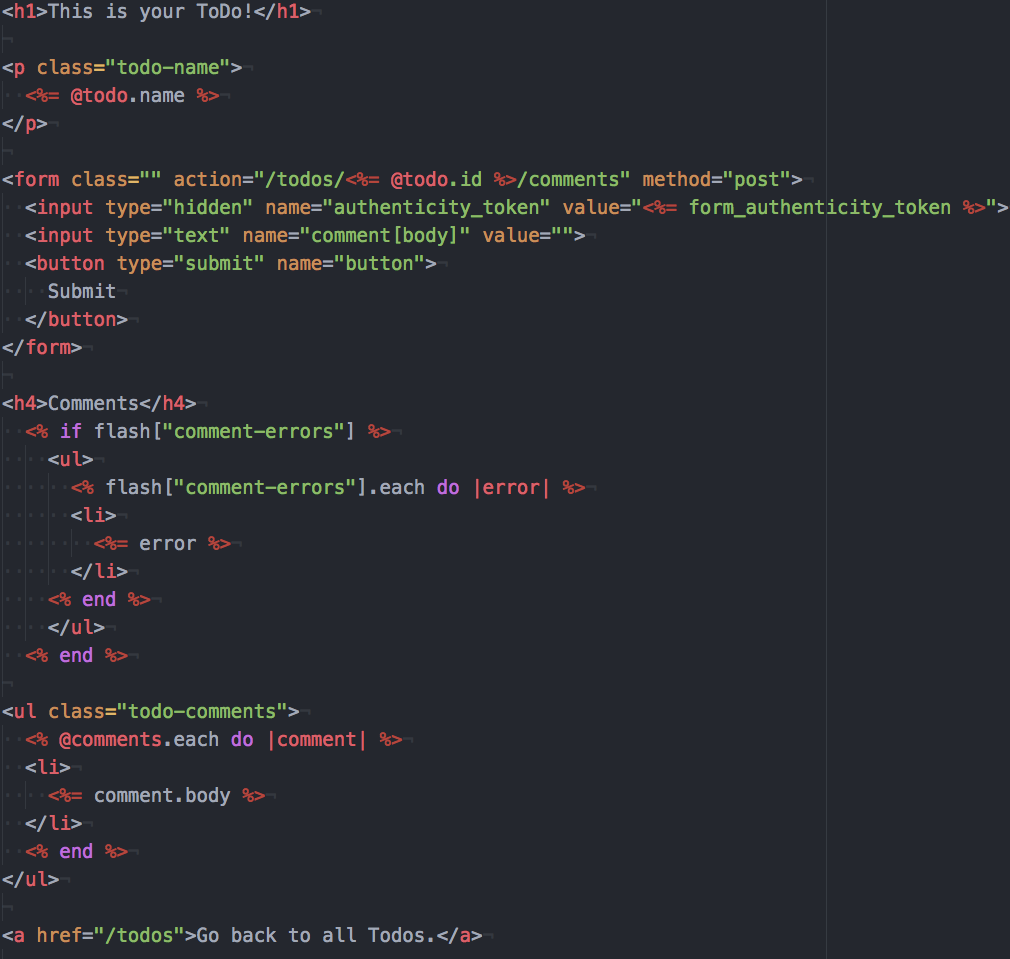 <h1>This is your ToDo!</h1>
<p class="todo-name">
  <%= @todo.name %>
</p>
<form class="" action="/todos/<%= @todo.id %>/comments" method="post">
  <input type="hidden" name="authenticity_token" value="<%= form_authenticity_token %>">
  <input type="text" name="comment[body]" value="">
  <button type="submit" name="button">
    Submit
  </button>
</form>
<h4>Comments</h4>
  <% if flash["comment-errors"] %>
    <ul>
      <% flash["comment-errors"].each do |error| %>
      <li>
        <%= error %>
      </li>
    <% end %>
    </ul>
  <% end %>
<ul class="todo-comments">
  <% @comments.each do |comment| %>
  <li>
    <%= comment.body %>
  </li>
  <% end %>
</ul>
<a href="/todos">Go back to all Todos.</a>